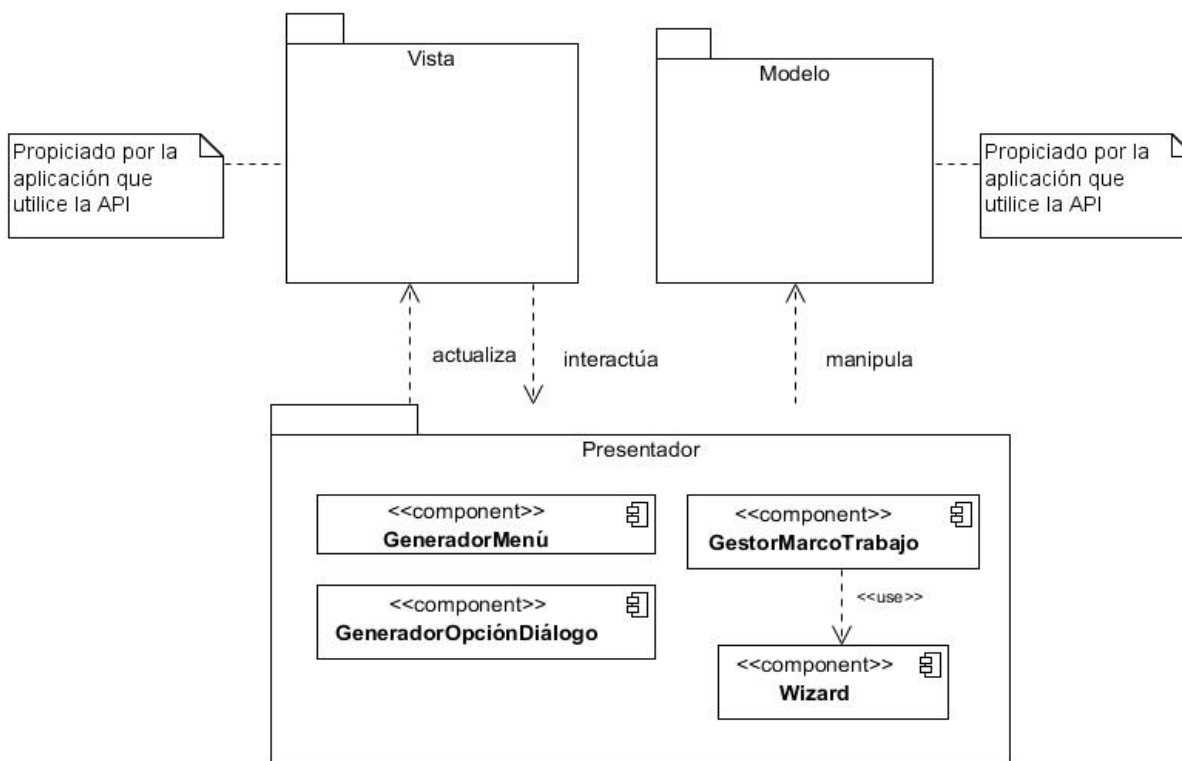 Vista
Modelo
Propiciado por la
aplicación que
utilice la API
Propiciado por la
aplicación que
utilice la API
actualiza
interactúa
manipula
Presentador
<<component>>
GeneradorMenú
<<component>>
GestorMarcoTrabajo
<<component>>
GeneradorOpciónDiálogo
<<use>>
<<component>>
Wizard